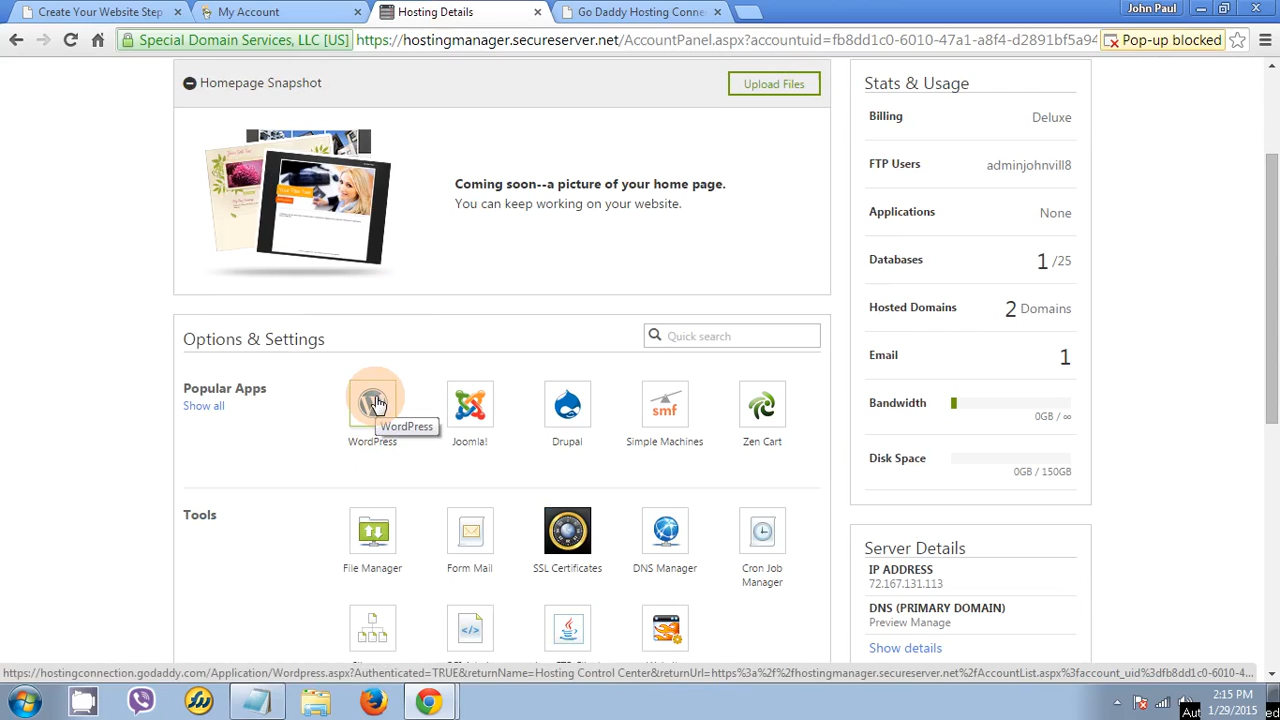 Create Your Website Step
My Account
Hosting Details
Go Daddy Hosting Conne
John Paul
Special Domain Services, LLC [US]
https://hostingmanager.secureserver.net/AccountPanel.aspx?accountuid=fb8dd1c0-6010-47a1-a8f4-d2891bf5a94
Pop-up blocked
Homepage Snapshot
Upload Files
Coming soon--a picture of your home page.
You can keep working on your website.
Stats & Usage
Billing
Deluxe
FTP Users
adminjohnvill8
Applications
None
Databases
1 /25
Hosted Domains
2 Domains
Email
1
Bandwidth
0GB / ∞
Disk Space
0GB / 150GB
Options & Settings
Quick search
Popular Apps
Show all
WordPress
WordPress
Joomla!
Drupal
smf
Simple Machines
Zen Cart
Tools
File Manager
Form Mail
SSL Certificates
DNS Manager
Cron Job
Manager
Server Details
IP ADDRESS
72.167.131.113
DNS (PRIMARY DOMAIN)
Preview Manage
Show details
https://hostingconnection.godaddy.com/Application/Wordpress.aspx?Authenticated=TRUE&returnName=Hosting Control Center&returnUrl=https%3a%2f%2fhostingmanager.secureserver.net%2fAccountList.aspx%3faccount_uid%3dfb8dd1c0-6010-4...
2:15 PM
1/29/2015